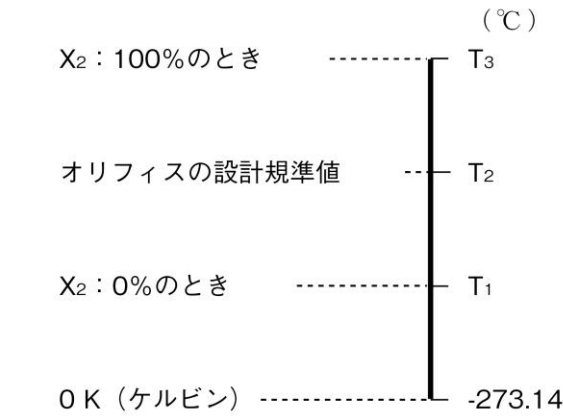 (℃)
X₂：100%のとき T₃
オリフィスの設計規準値 T₂
X₂：0%のとき T₁
0 K（ケルビン） -273.14